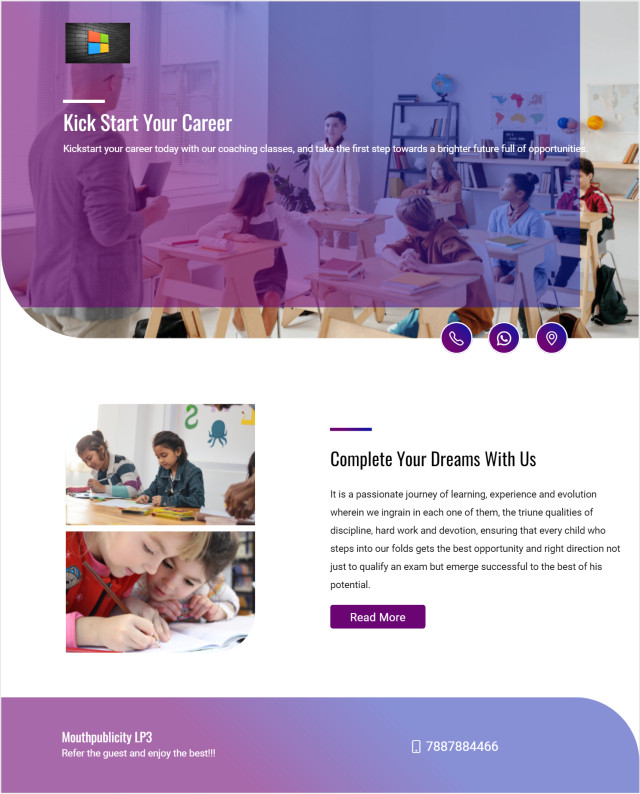 Kick Start Your Career
Kickstart your career today with our coaching classes, and take the first step towards a brighter future full of opportunities.
Complete Your Dreams With Us
It is a passionate journey of learning, experience and evolution
wherein we ingrain in each one of them, the triune qualities of
discipline, hard work and devotion, ensuring that every child who
steps into our folds gets the best opportunity and right direction not
just to qualify an exam but emerge successful to the best of his
potential.
Read More
Mouthpublicity LP3
Refer the guest and enjoy the best!!!
7887884466